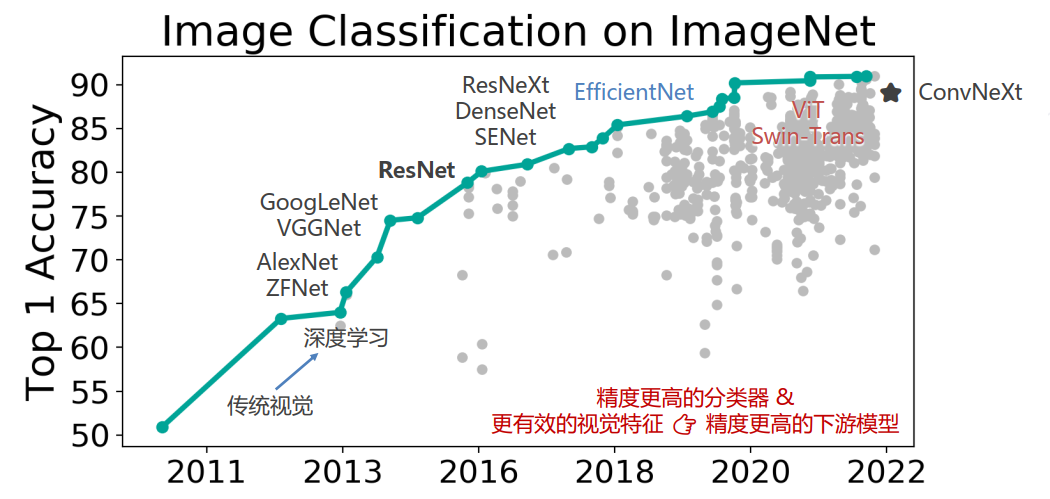 Image Classification on ImageNet
Top 1 Accuracy
90
85
80
75
70
65
60
55
50
2011
2013
2016
2018
2020
2022
ResNeXt
DenseNet
SENet
EfficientNet
ViT
Swin-Trans
ConvNeXt
ResNet
GoogLeNet
VGGNet
AlexNet
ZFNet
深度学习
传统视觉
精度更高的分类器 &
更有效的视觉特征 👉 精度更高的下游模型